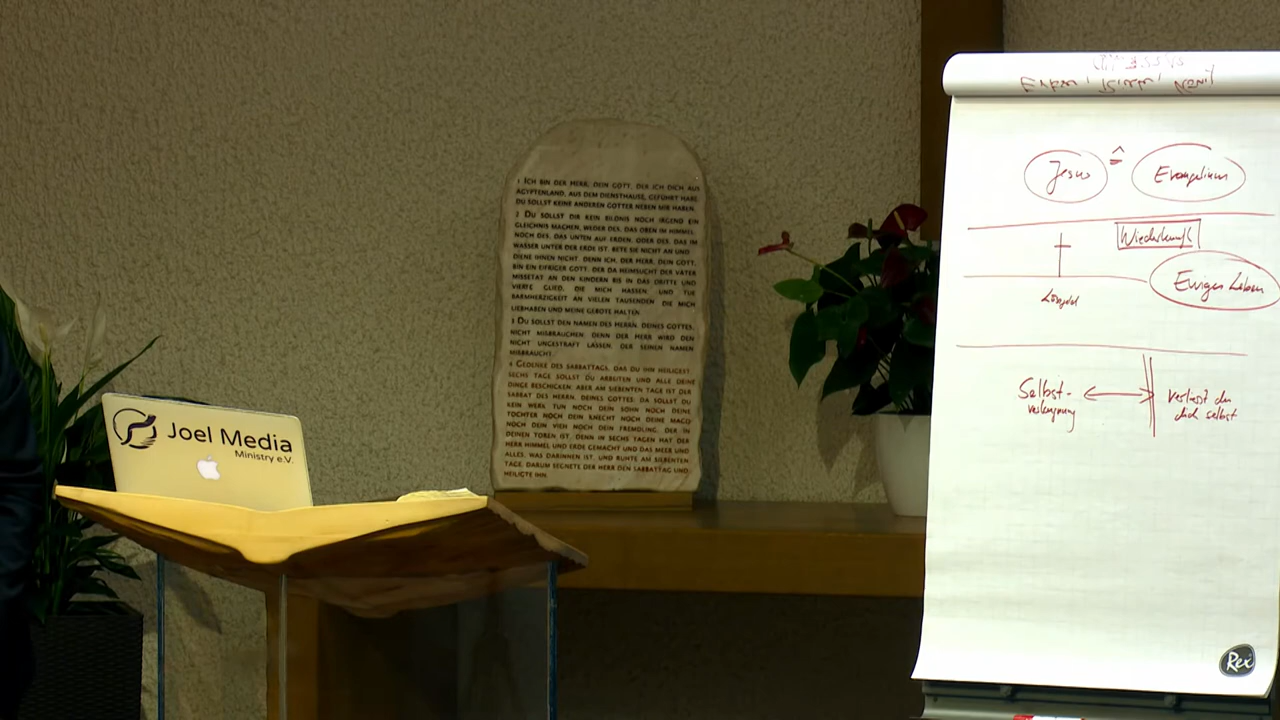 Joel Media
Ministry e.V.
1 ICH BIN DER HERR, DEIN GOTT, DER ICH DICH AUS
ÄGYPTENLAND, AUS DEM DIENSTHAUSE, GEFÜHRT HABE
DU SOLLST KEINE ANDEREN GÖTTER NEBEN MIR HABEN.
2 DU SOLLST DIR KEIN BILDNIS NOCH IRGEND EIN
GLEICHNIS MACHEN, WEDER DES, DAS OBEN IM HIMMEL,
NOCH DES, DAS UNTEN AUF ERDEN, ODER DES, DAS IM
WASSER UNTER DER ERDE IST. BETE SIE NICHT AN UND
DIENE IHNEN NICHT. DENN ICH, DER HERR, DEIN GOTT,
BIN EIN EIFRIGER GOTT, DER DA HEIMSUCHT DER VÄTER
MISSETAT AN DEN KINDERN BIS IN DAS DRITTE UND
VIERTE GLIED, DIE MICH HASSEN, UND TUE
BARMHERZIGKEIT AN VIELEN TAUSENDEN, DIE MICH
LIEBHABEN UND MEINE GEBOTE HALTEN.
3 DU SOLLST DEN NAMEN DES HERRN, DEINES GOTTES,
NICHT MISBRAUCHEN; DENN DER HERR WIRD DEN
NICHT UNGESTRAFT LASSEN, DER SEINEN NAMEN
MISBRAUCHT.
4 GEDENKE DES SABBATTAGS, DAS DU IHN HEILIGEST
SECHS TAGE SOLLST DU ARBEITEN UND ALLE DEINE
DINGE BESCHICKEN. ABER AM SIEBENTEN TAGE IST DER
SABBAT DES HERRN, DEINES GOTTES; DA SOLLST DU
KEIN WERK TUN NOCH DEIN SOHN NOCH DEINE
TOCHTER NOCH DEIN KNECHT NOCH DEINE MAGD
NOCH DEIN VIEH NOCH DEIN FREMDLING, DER IN
DEINEN TOREN IST. DENN IN SECHS TAGEN HAT DER
HERR HIMMEL UND ERDE GEMACHT UND DAS MEER UND
ALLES, WAS DARINNEN IST, UND RUHTE AM SIEBENTEN
TAGE. DARUM SEGNETE DER HERR DEN SABBATTAG UND
HEILIGTE IHN.
Jesus ≙ Evangelium
Wiederkunft
Lösegeld
Ewiges Leben
Selbst- ↔ verliert du
verleugnung dich selbst
Rex